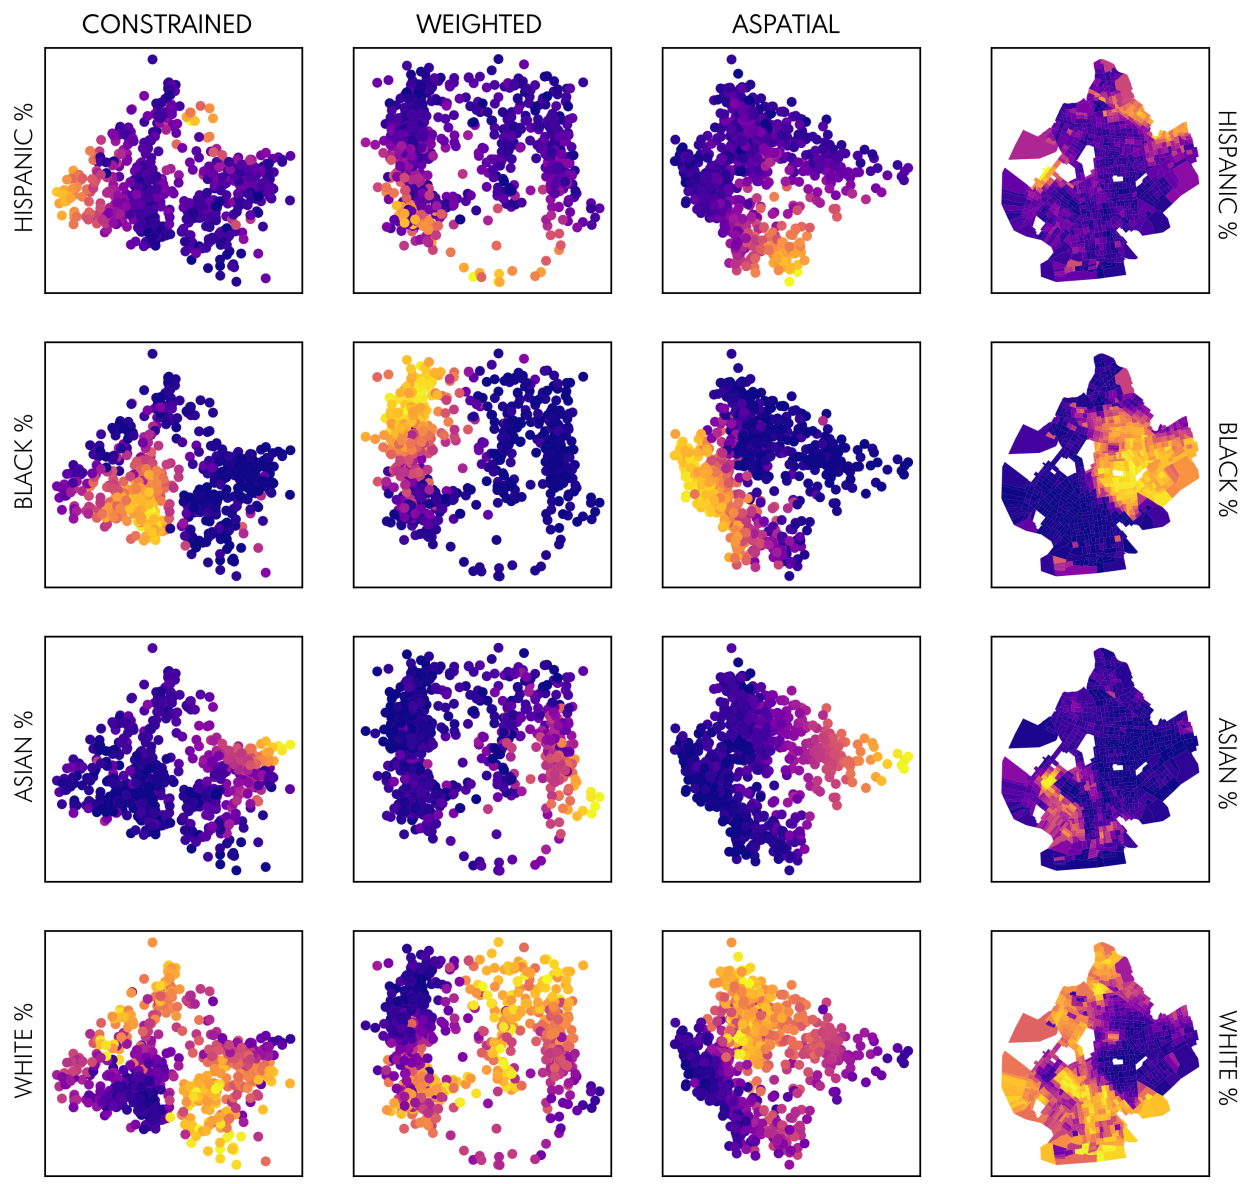 CONSTRAINED
WEIGHTED
ASPATIAL
HISPANIC %
HISPANIC %
BLACK %
BLACK %
ASIAN %
ASIAN %
WHITE %
WHITE %